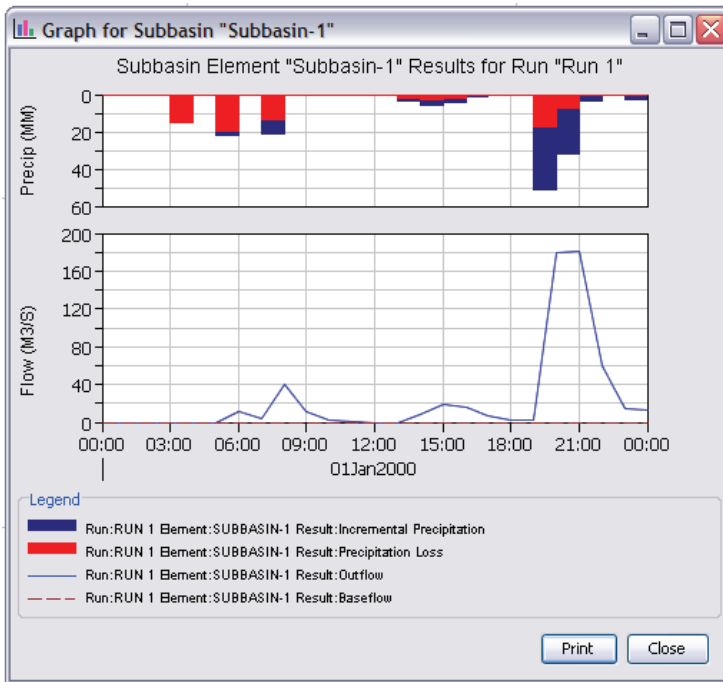 Graph for Subbasin "Subbasin-1"
Subbasin Element "Subbasin-1" Results for Run "Run 1"
Precip (MM)
0
20
40
60
Flow (M3/S)
200
160
120
80
40
0
00:00 03:00 06:00 09:00 12:00 15:00 18:00 21:00 00:00
01Jan2000
Legend
Run:RUN 1 Element:SUBBASIN-1 Result:Incremental Precipitation
Run:RUN 1 Element:SUBBASIN-1 Result:Precipitation Loss
Run:RUN 1 Element:SUBBASIN-1 Result:Outflow
Run:RUN 1 Element:SUBBASIN-1 Result:Baseflow
Print Close